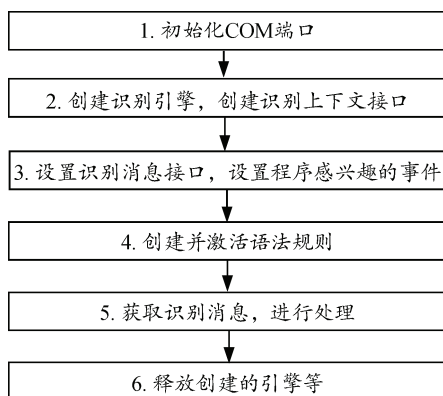 1. 初始化COM端口
2. 创建识别引擎，创建识别上下文接口
3. 设置识别消息接口，设置程序感兴趣的事件
4. 创建并激活语法规则
5. 获取识别消息，进行处理
6. 释放创建的引擎等